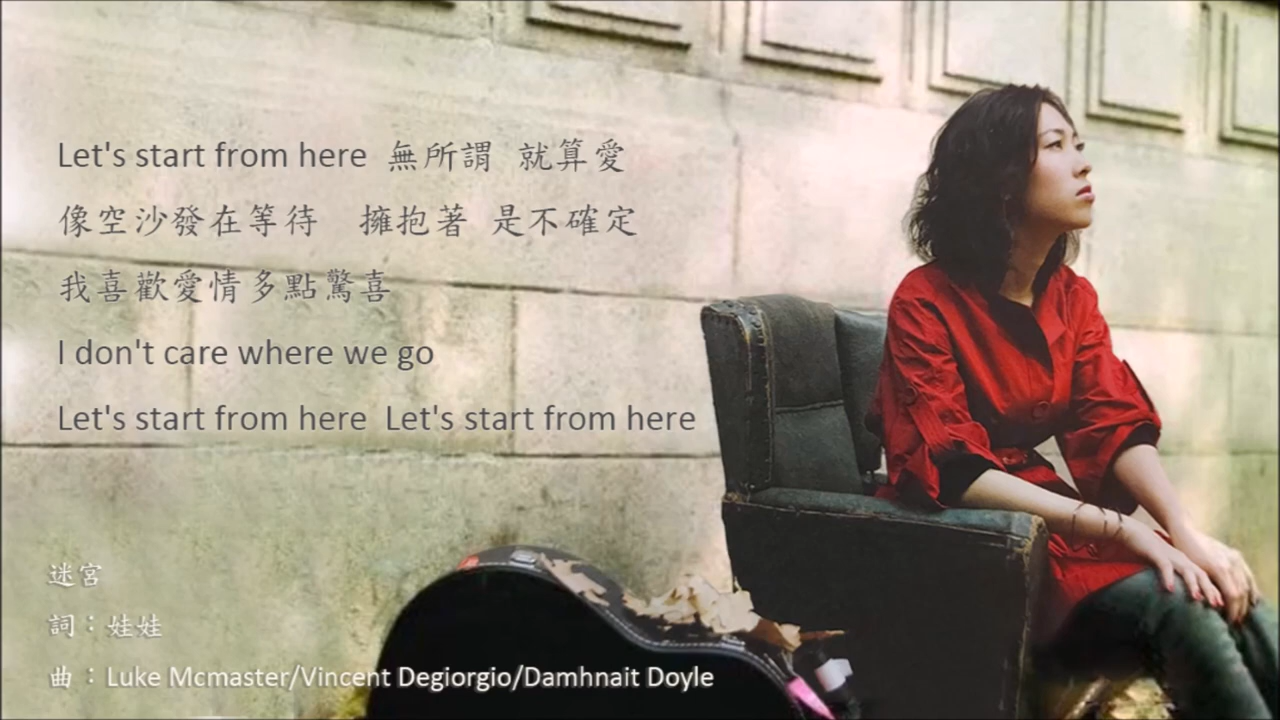 Let's start from here 無所謂 就算愛
像空沙發在等待 擁抱著 是不確定
我喜歡愛情多點驚喜
I don't care where we go
Let's start from here Let's start from here
迷宮
詞：娃娃
曲：Luke Mcmaster/Vincent Degiorgio/Damhnait Doyle